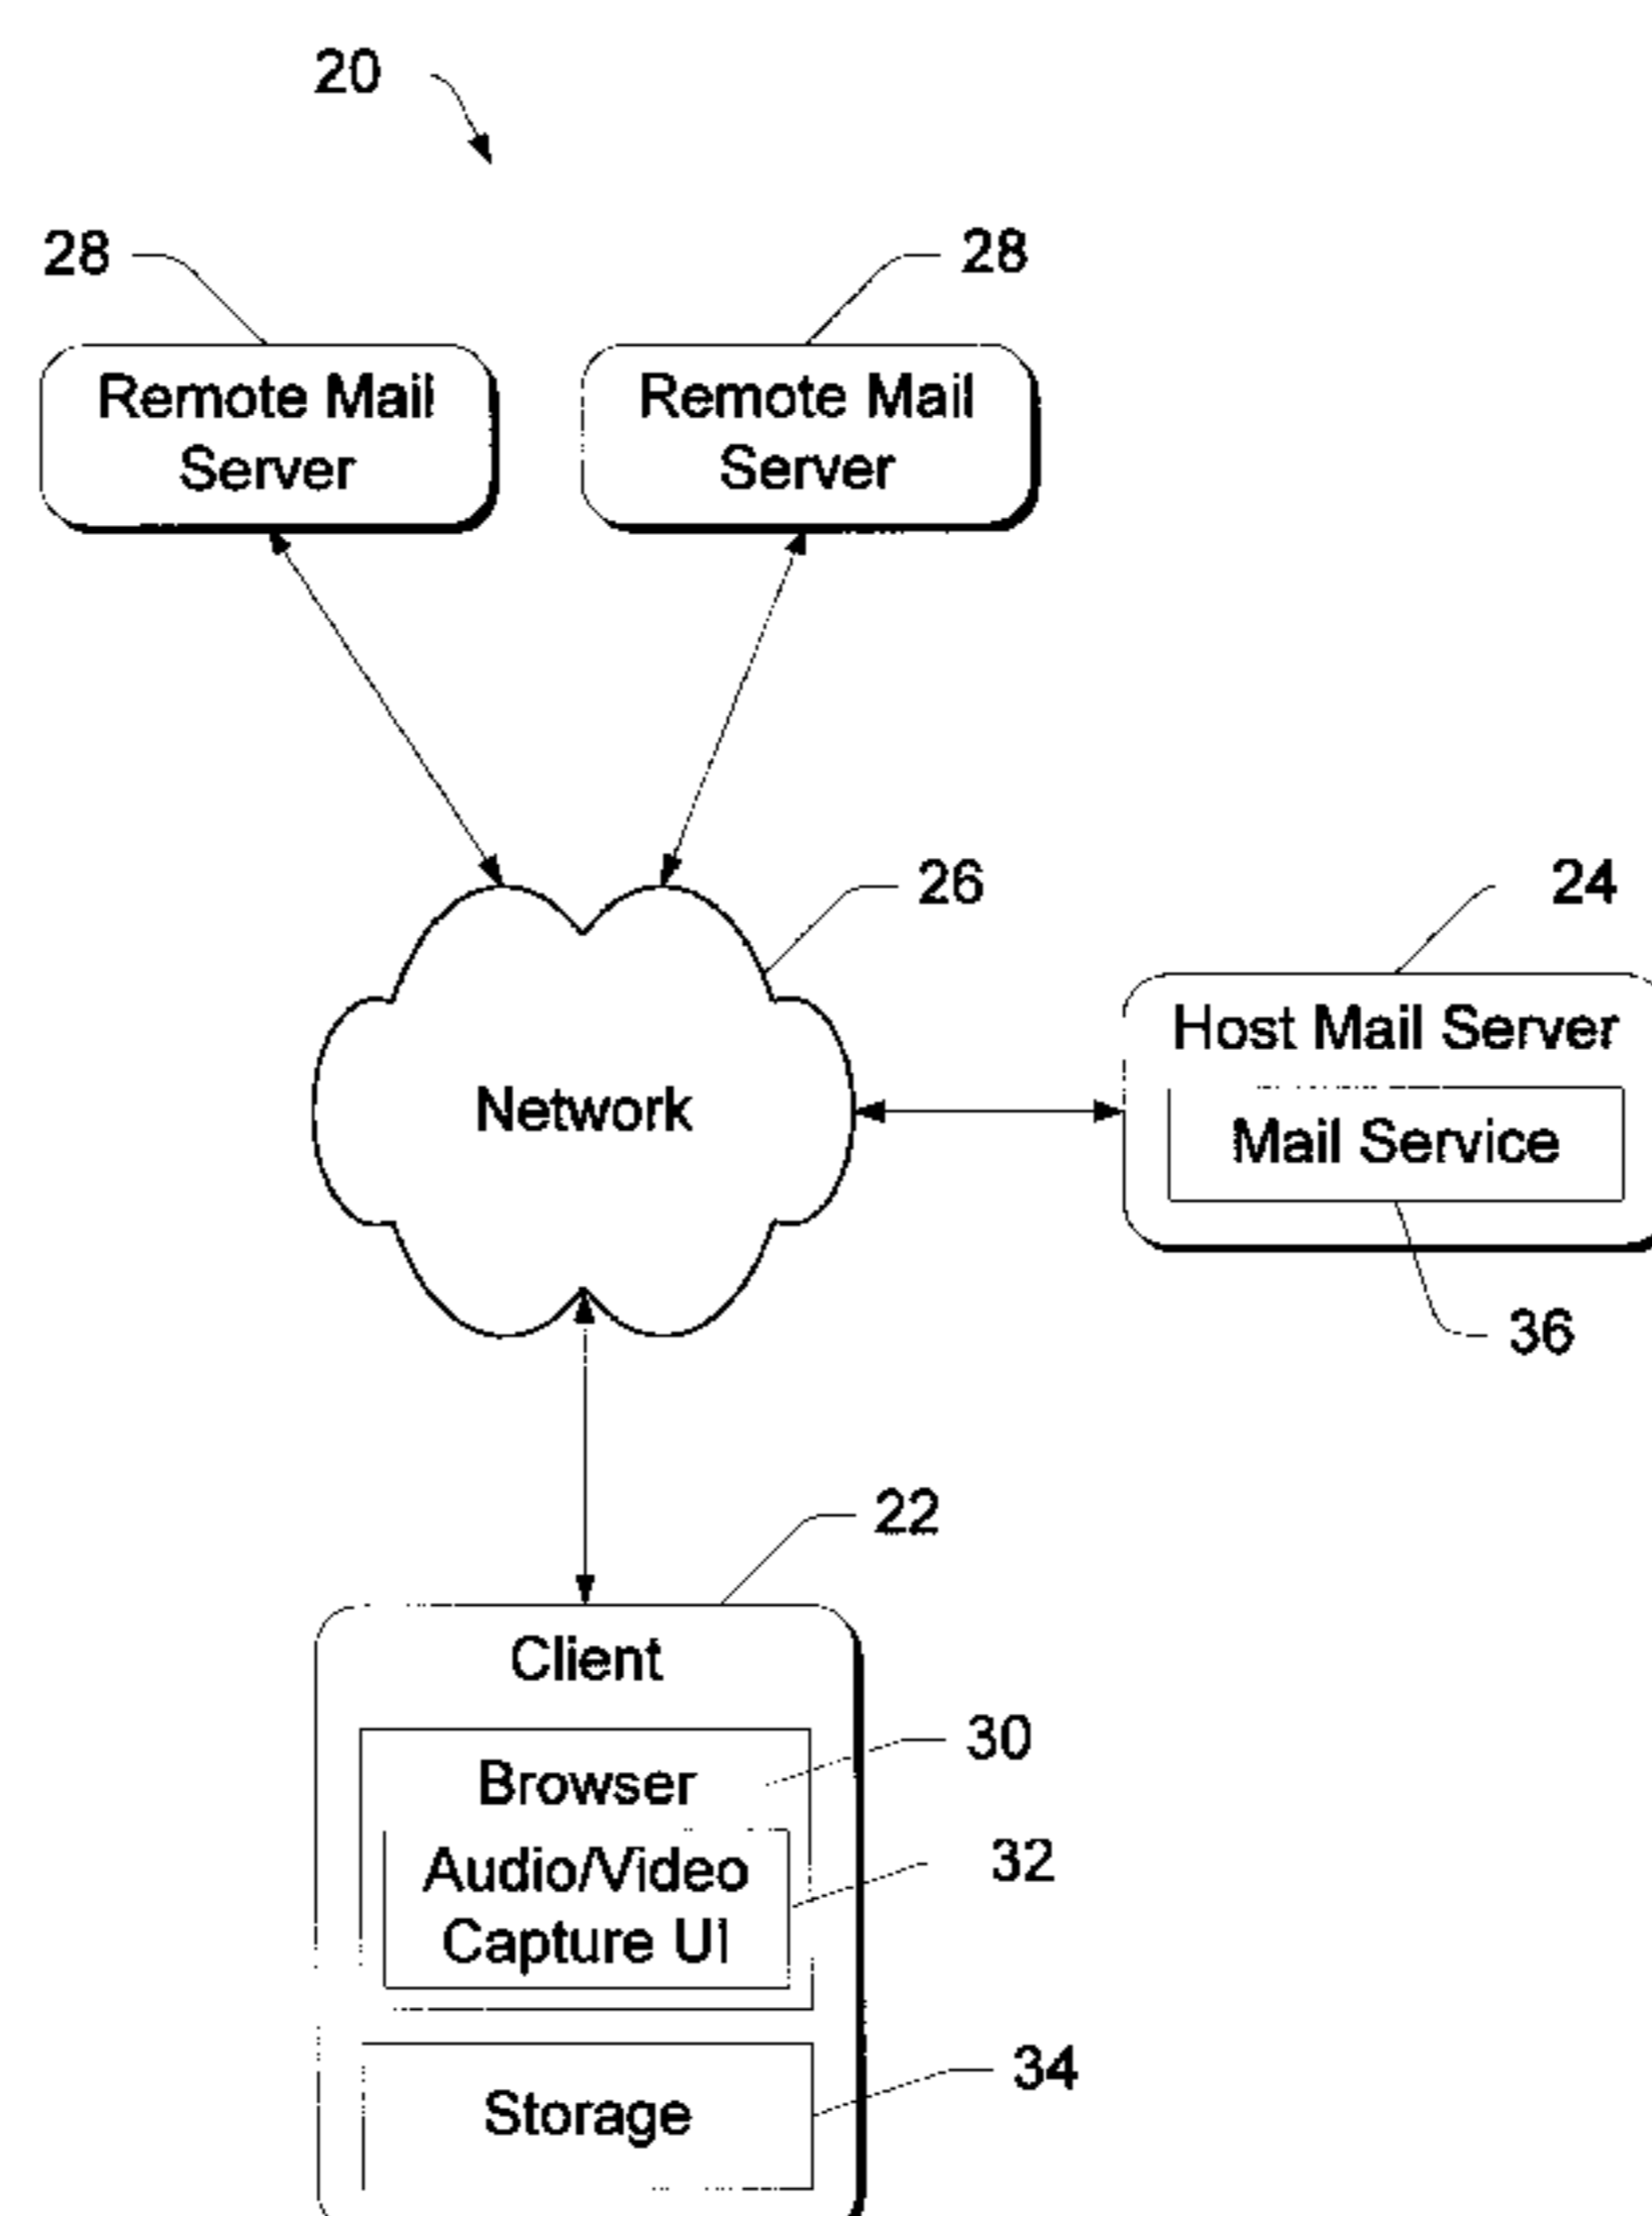 20
28
28
Remote Mail
Server
Remote Mail
Server
26
24
Host Mail Server
Network
Mail Service
36
22
Client
30
Browser
32
Audio/Video
Capture UI
34
Storage